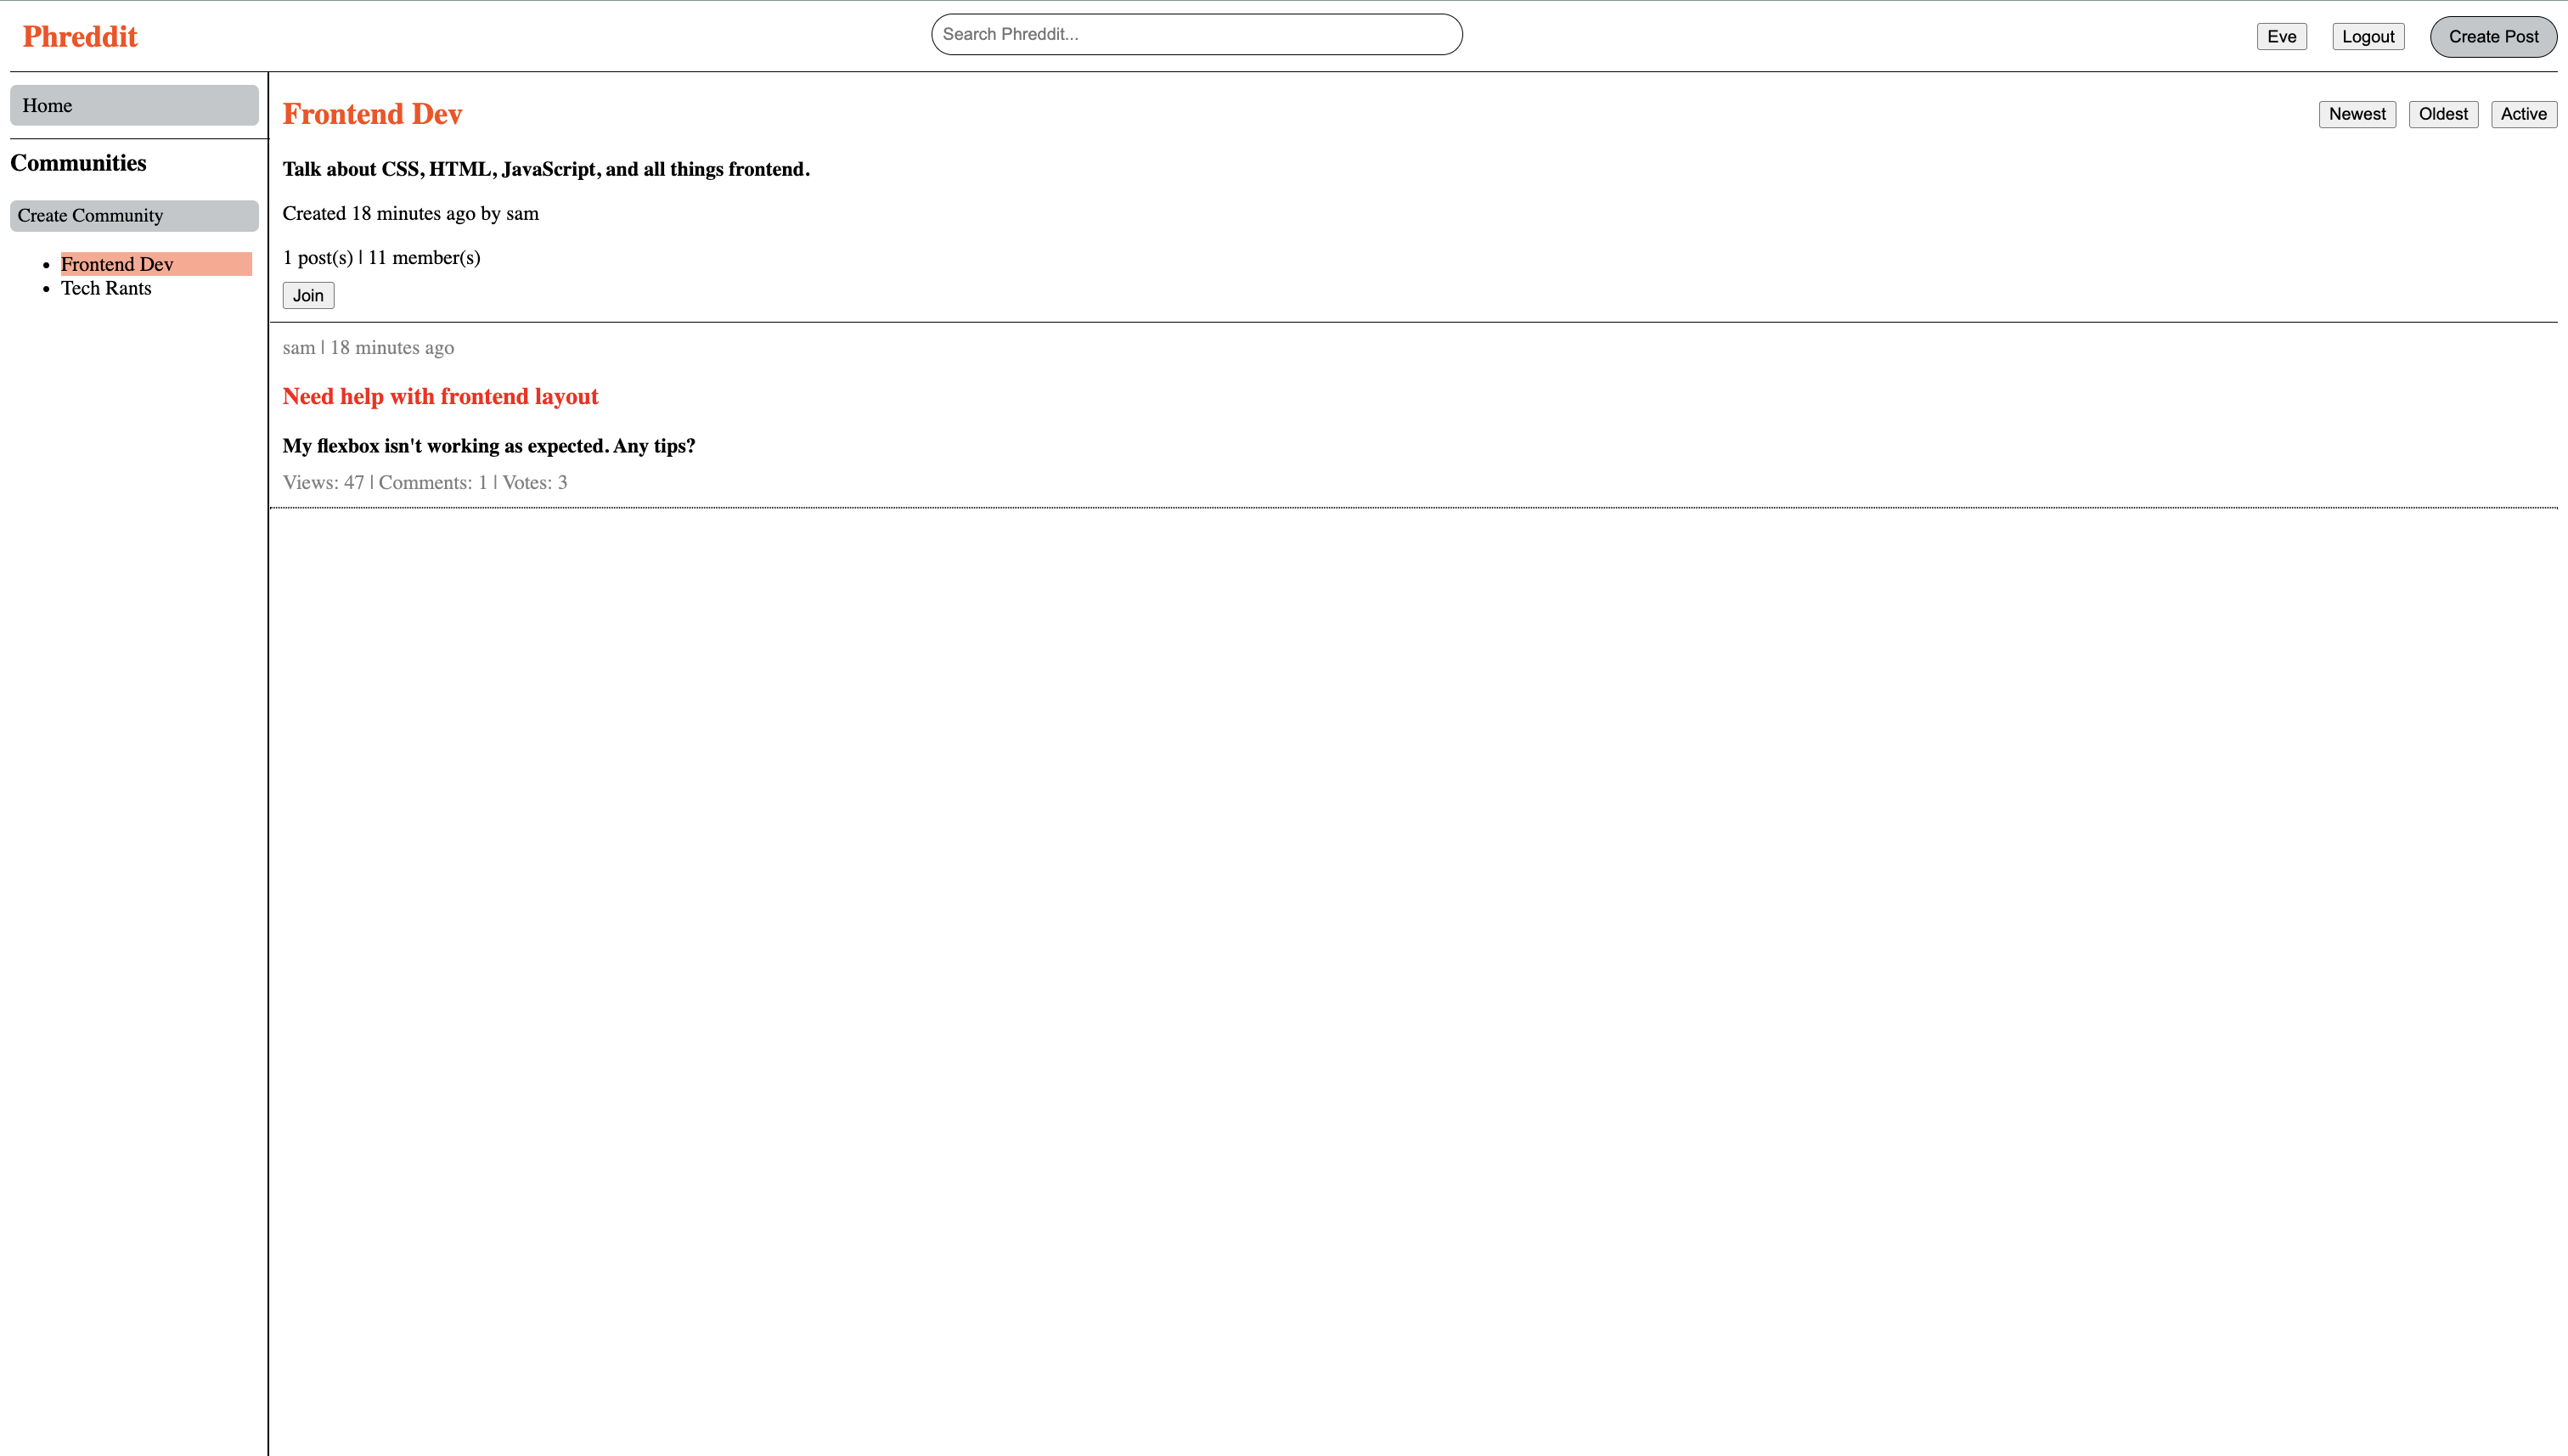 Phreddit
Search Phreddit...
Eve
Logout
Create Post
Home
Communities
Create Community
Frontend Dev
Tech Rants
Frontend Dev
Newest
Oldest
Active
Talk about CSS, HTML, JavaScript, and all things frontend.
Created 18 minutes ago by sam
1 post(s) | 11 member(s)
Join
sam | 18 minutes ago
Need help with frontend layout
My flexbox isn't working as expected. Any tips?
Views: 47 | Comments: 1 | Votes: 3